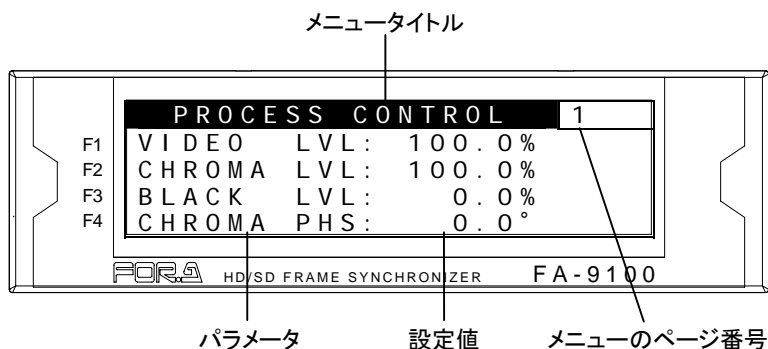 メニュータイトル
PROCESS CONTROL 1
F1 VIDEO LVL: 100.0%
F2 CHROMA LVL: 100.0%
F3 BLACK LVL: 0.0%
F4 CHROMA PHS: 0.0°
FOR.A HD/SD FRAME SYNCHRONIZER FA-9100
パラメータ 設定値 メニューのページ番号